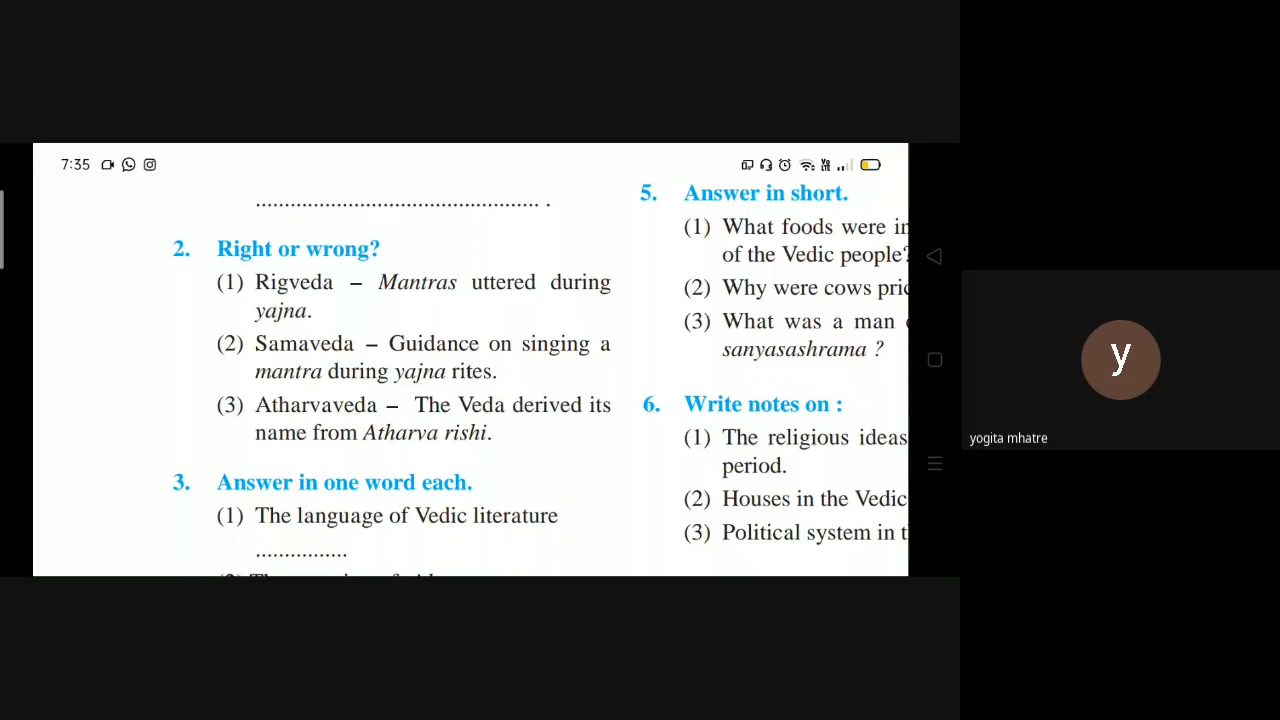 7:35
................................................ .
2. Right or wrong?
(1) Rigveda – Mantras uttered during
yajna.
(2) Samaveda – Guidance on singing a
mantra during yajna rites.
(3) Atharvaveda – The Veda derived its
name from Atharva rishi.
3. Answer in one word each.
(1) The language of Vedic literature
................
5. Answer in short.
(1) What foods were in
of the Vedic people?
(2) Why were cows pric
(3) What was a man
sanyasashrama ?
6. Write notes on :
(1) The religious ideas
period.
(2) Houses in the Vedic
(3) Political system in t
y
yogita mhatre